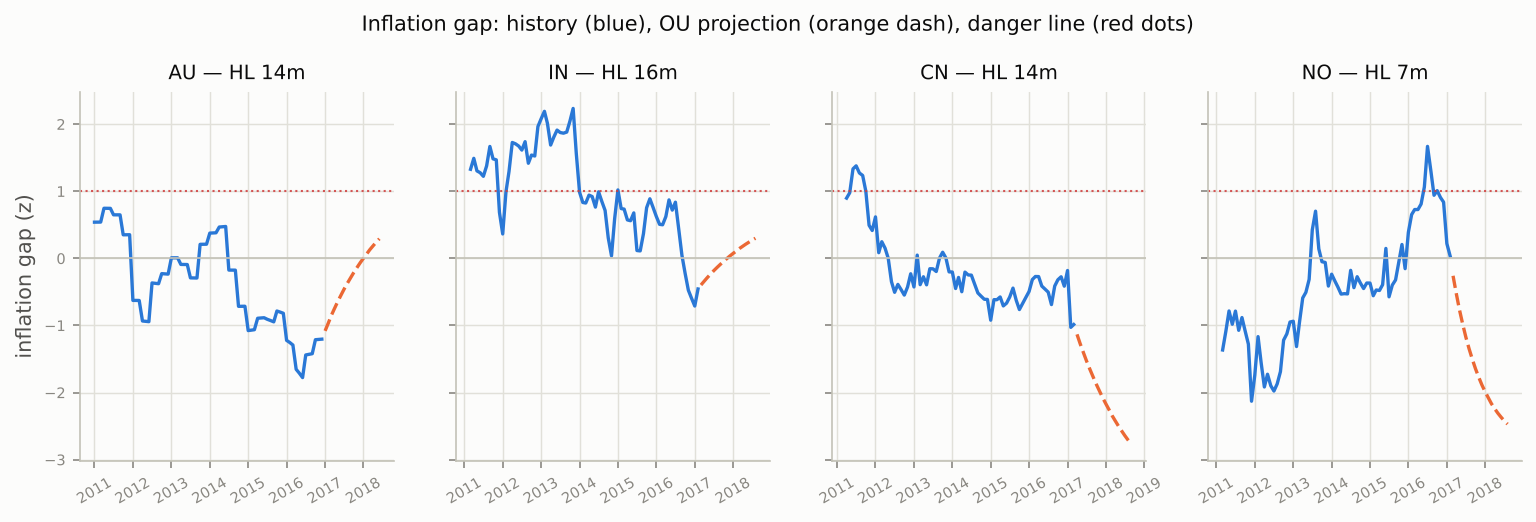 Inflation gap: history (blue), OU projection (orange dash), danger line (red dots)
AU — HL 14m
IN — HL 16m
CN — HL 14m
NO — HL 7m
inflation gap (z)
2
1
0
−1
−2
−3
2011 2012 2013 2014 2015 2016 2017 2018
2011 2012 2013 2014 2015 2016 2017 2018
2011 2012 2013 2014 2015 2016 2017 2018 2019
2011 2012 2013 2014 2015 2016 2017 2018